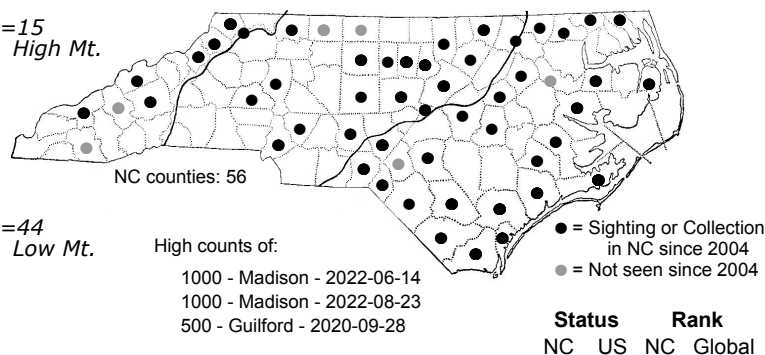 =15
High Mt.
NC counties: 56
=44
Low Mt.
High counts of:
1000 - Madison - 2022-06-14
1000 - Madison - 2022-08-23
500 - Guilford - 2020-09-28
= Sighting or Collection
in NC since 2004
= Not seen since 2004
Status Rank
NC US NC Global